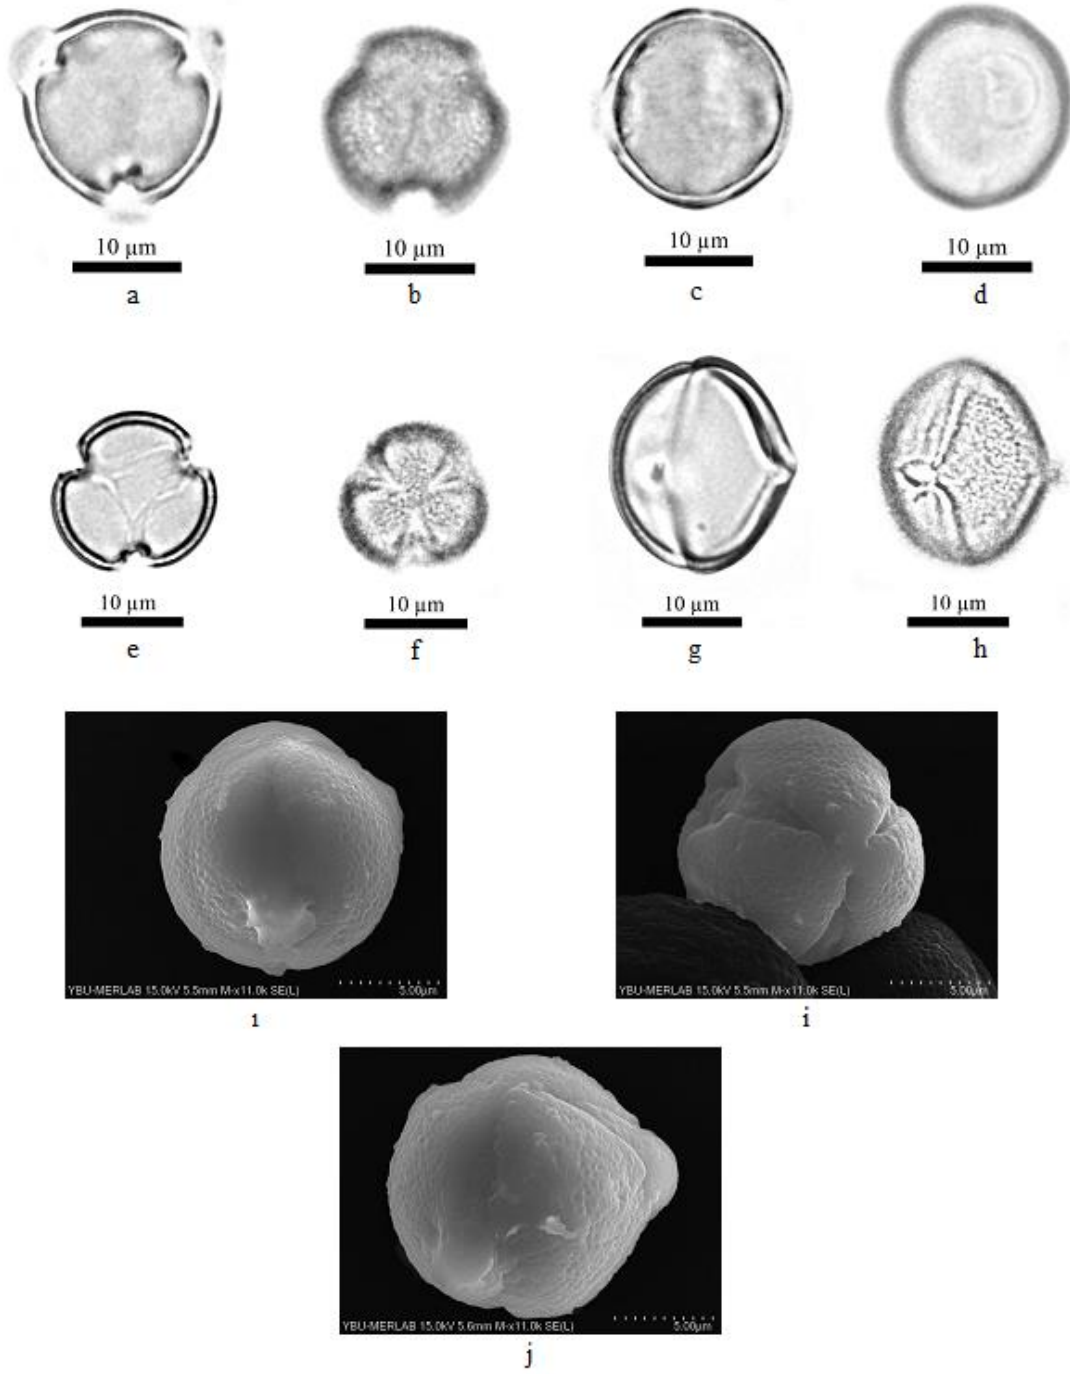 10 µm 10 µm 10 µm 10 µm
a b c d
10 µm 10 µm 10 µm 10 µm
e f g h
YBU-MERLAB 15.0kV 5.5mm M-x11.0k SE(L) 5.00µm
YBU-MERLAB 15.0kV 5.5mm M-x11.0k SE(L) 5.00µm
ı i
YBU-MERLAB 15.0kV 5.6mm M-x11.0k SE(L) 5.00µm
j